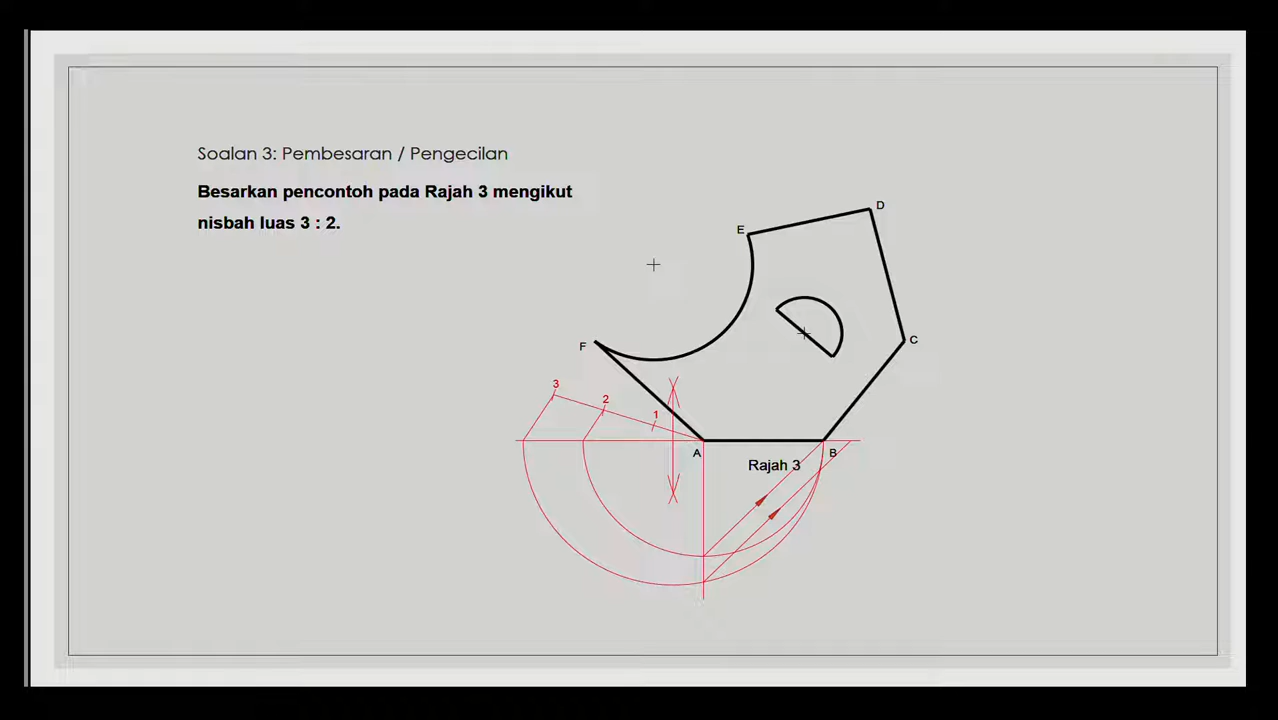 Soalan 3: Pembesaran / Pengecilan
Besarkan pencontoh pada Rajah 3 mengikut
nisbah luas 3 : 2.
D
E
C
F
3
2
1
A
B
Rajah 3